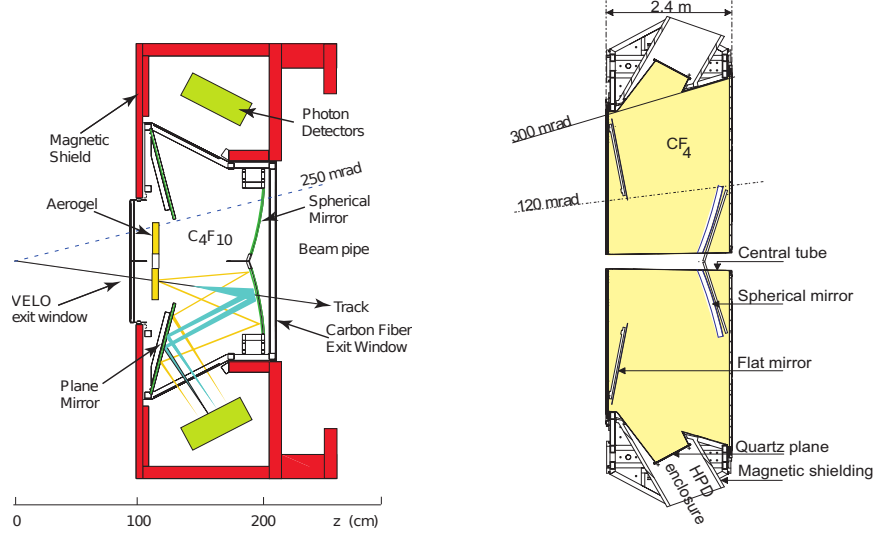 Magnetic
Shield
Aerogel
VELO
exit window
Plane
Mirror
C4F10
Photon
Detectors
250 mrad
Spherical
Mirror
Beam pipe
Track
Carbon Fiber
Exit Window
0 100 200 z (cm)
2.4 m
300 mrad
CF4
120 mrad
Central tube
Spherical mirror
Flat mirror
Quartz plane
Magnetic shielding
HPD
enclosure